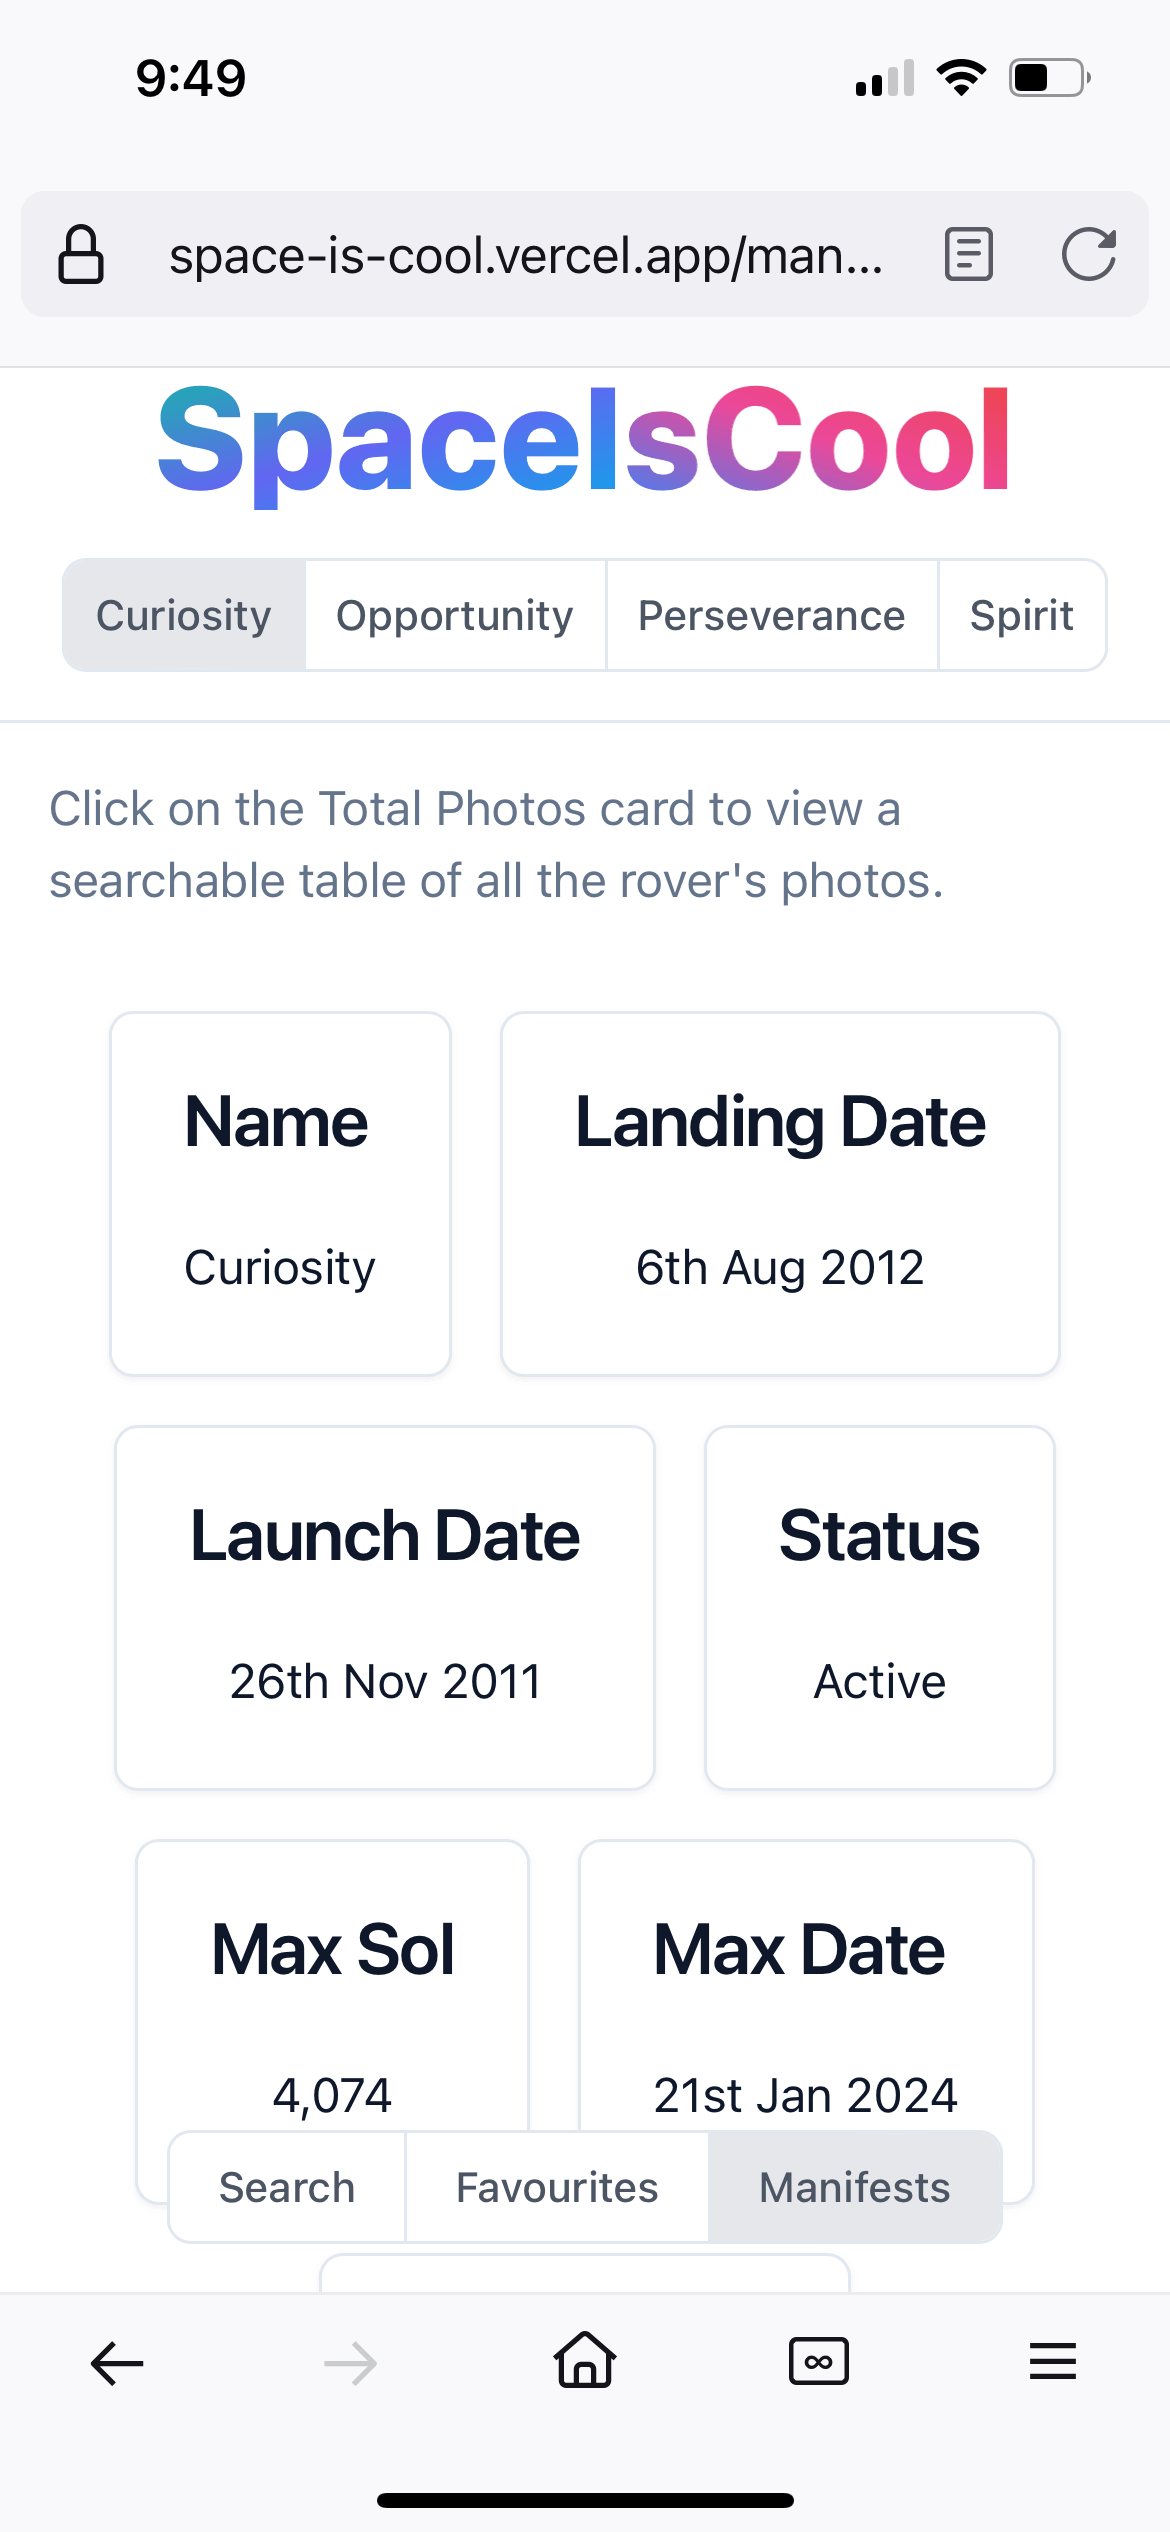 9:49
space-is-cool.vercel.app/man...
SpaceIsCool
Curiosity Opportunity Perseverance Spirit
Click on the Total Photos card to view a
searchable table of all the rover's photos.
Name
Curiosity
Landing Date
6th Aug 2012
Launch Date
26th Nov 2011
Status
Active
Max Sol
4,074
Max Date
21st Jan 2024
Search Favourites Manifests